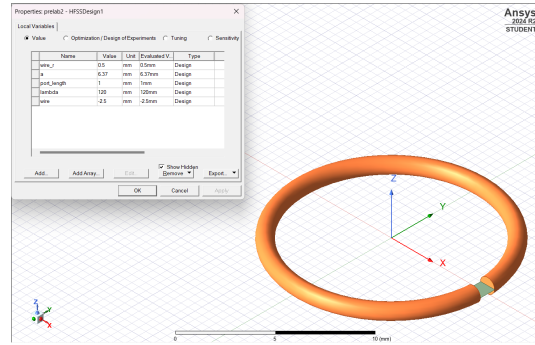 Properties: prelab2 - HFSSDesign1
Ansys
2024 R2
STUDENT
Local Variables
Value Optimization / Design of Experiments Tuning Sensitivity
Name Value Unit Evaluated V... Type
wire_r 0.5 mm 0.5mm Design
a 6.37 mm 6.37mm Design
port_length 1 mm 1mm Design
lambda 120 mm 120mm Design
wire -2.5 mm -2.5mm Design
Show Hidden
Add... Add Array... Edit... Remove Export...
OK Cancel Apply
Z
Y
X
Z
Y
X
0 5 10 (mm)